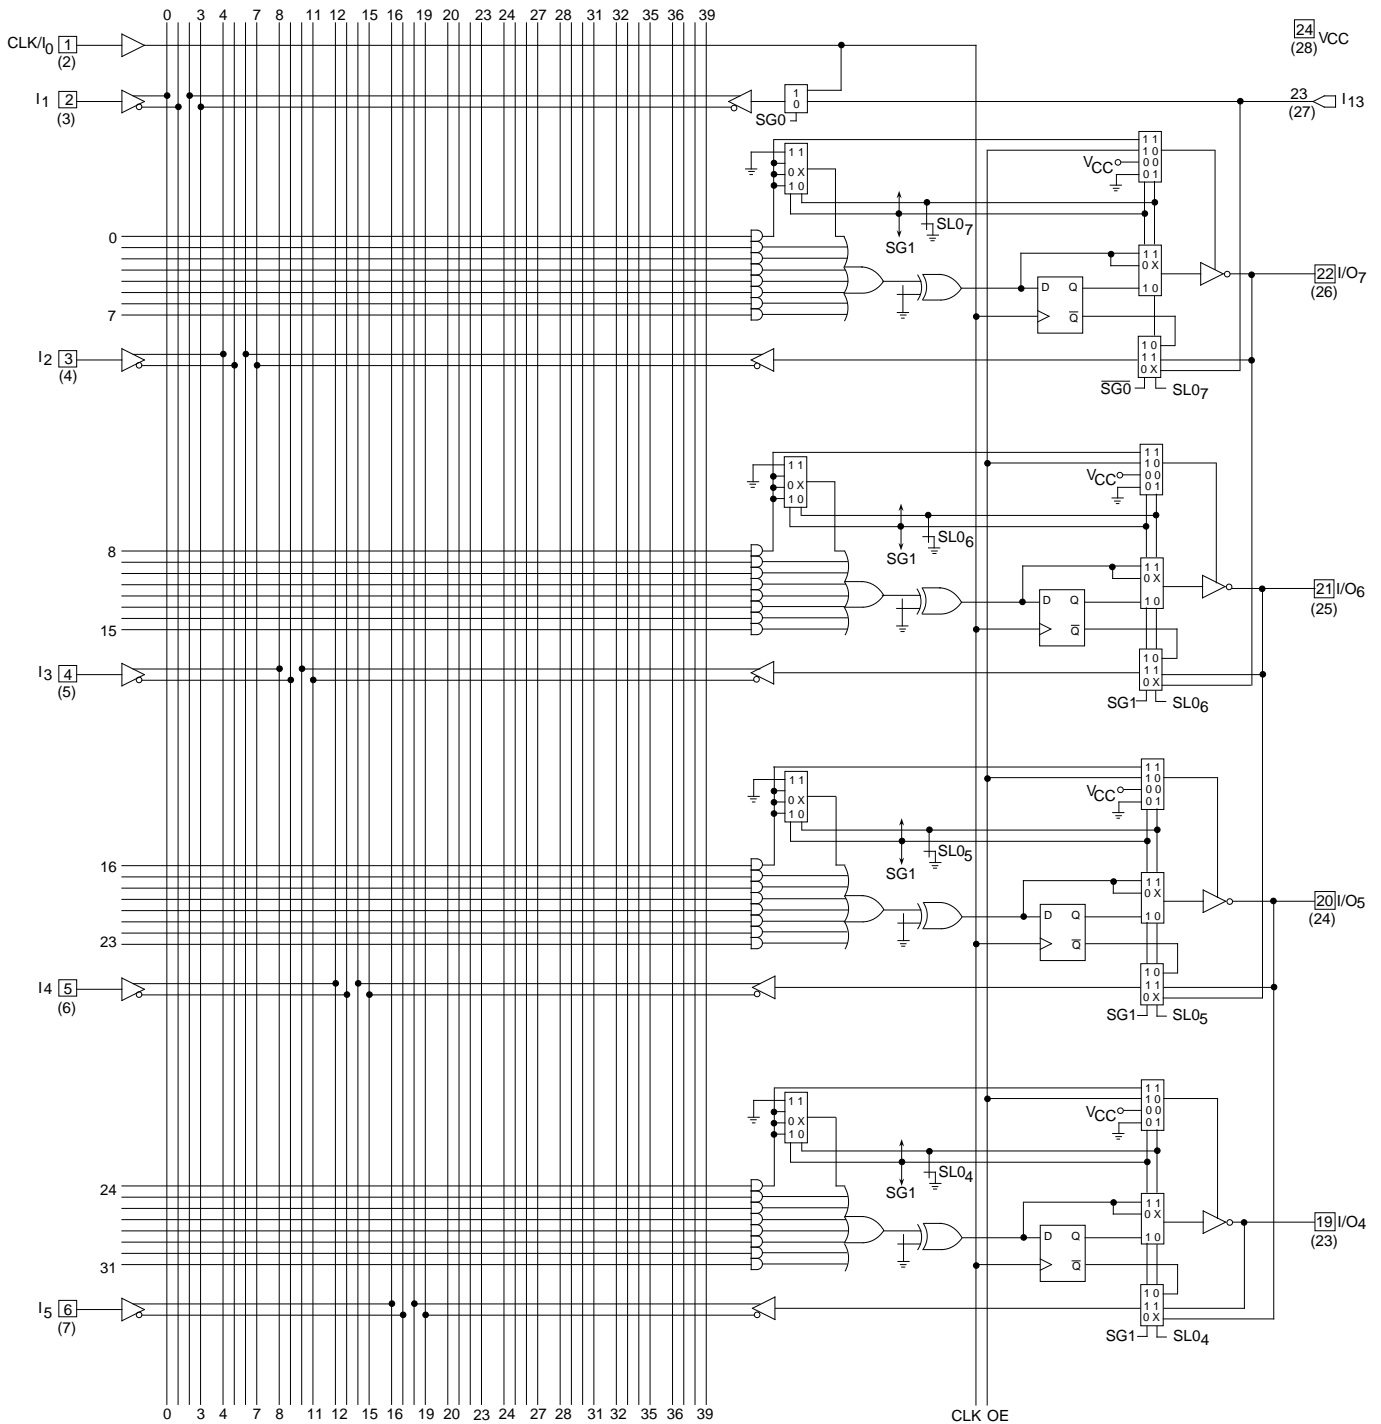 0 3 4 7 8 11 12 15 16 19 20 23 24 27 28 31 32 35 36 39
CLK/I0 1 (2)
24 (28) VCC
I1 2 (3)
1 0 SG0
23 (27) I13
1 1
0 X
1 0
1 1
1 0
0 0
0 1
VCC
SL07
SG1
0
7
1 1
0 X
1 0
D Q
Q
22 I/O7 (26)
I2 3 (4)
1 0
1 1
0 X
SG0 SL07
1 1
0 X
1 0
1 1
1 0
0 0
0 1
VCC
SL06
SG1
8
15
1 1
0 X
1 0
D Q
Q
21 I/O6 (25)
I3 4 (5)
1 0
1 1
0 X
SG1 SL06
1 1
0 X
1 0
1 1
1 0
0 0
0 1
VCC
SL05
SG1
16
23
1 1
0 X
1 0
D Q
Q
20 I/O5 (24)
I4 5 (6)
1 0
1 1
0 X
SG1 SL05
1 1
0 X
1 0
1 1
1 0
0 0
0 1
VCC
SL04
SG1
24
31
1 1
0 X
1 0
D Q
Q
19 I/O4 (23)
I5 6 (7)
1 0
1 1
0 X
SG1 SL04
0 3 4 7 8 11 12 15 16 19 20 23 24 27 28 31 32 35 36 39
CLK OE